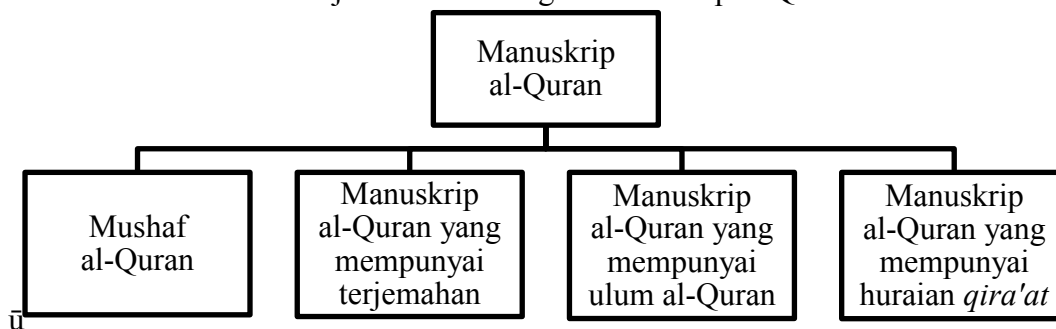 Manuskrip
al-Quran
Mushaf
al-Quran
Manuskrip
al-Quran yang
mempunyai
terjemahan
Manuskrip
al-Quran yang
mempunyai
ulum al-Quran
Manuskrip
al-Quran yang
mempunyai
huraian qira'at
ū